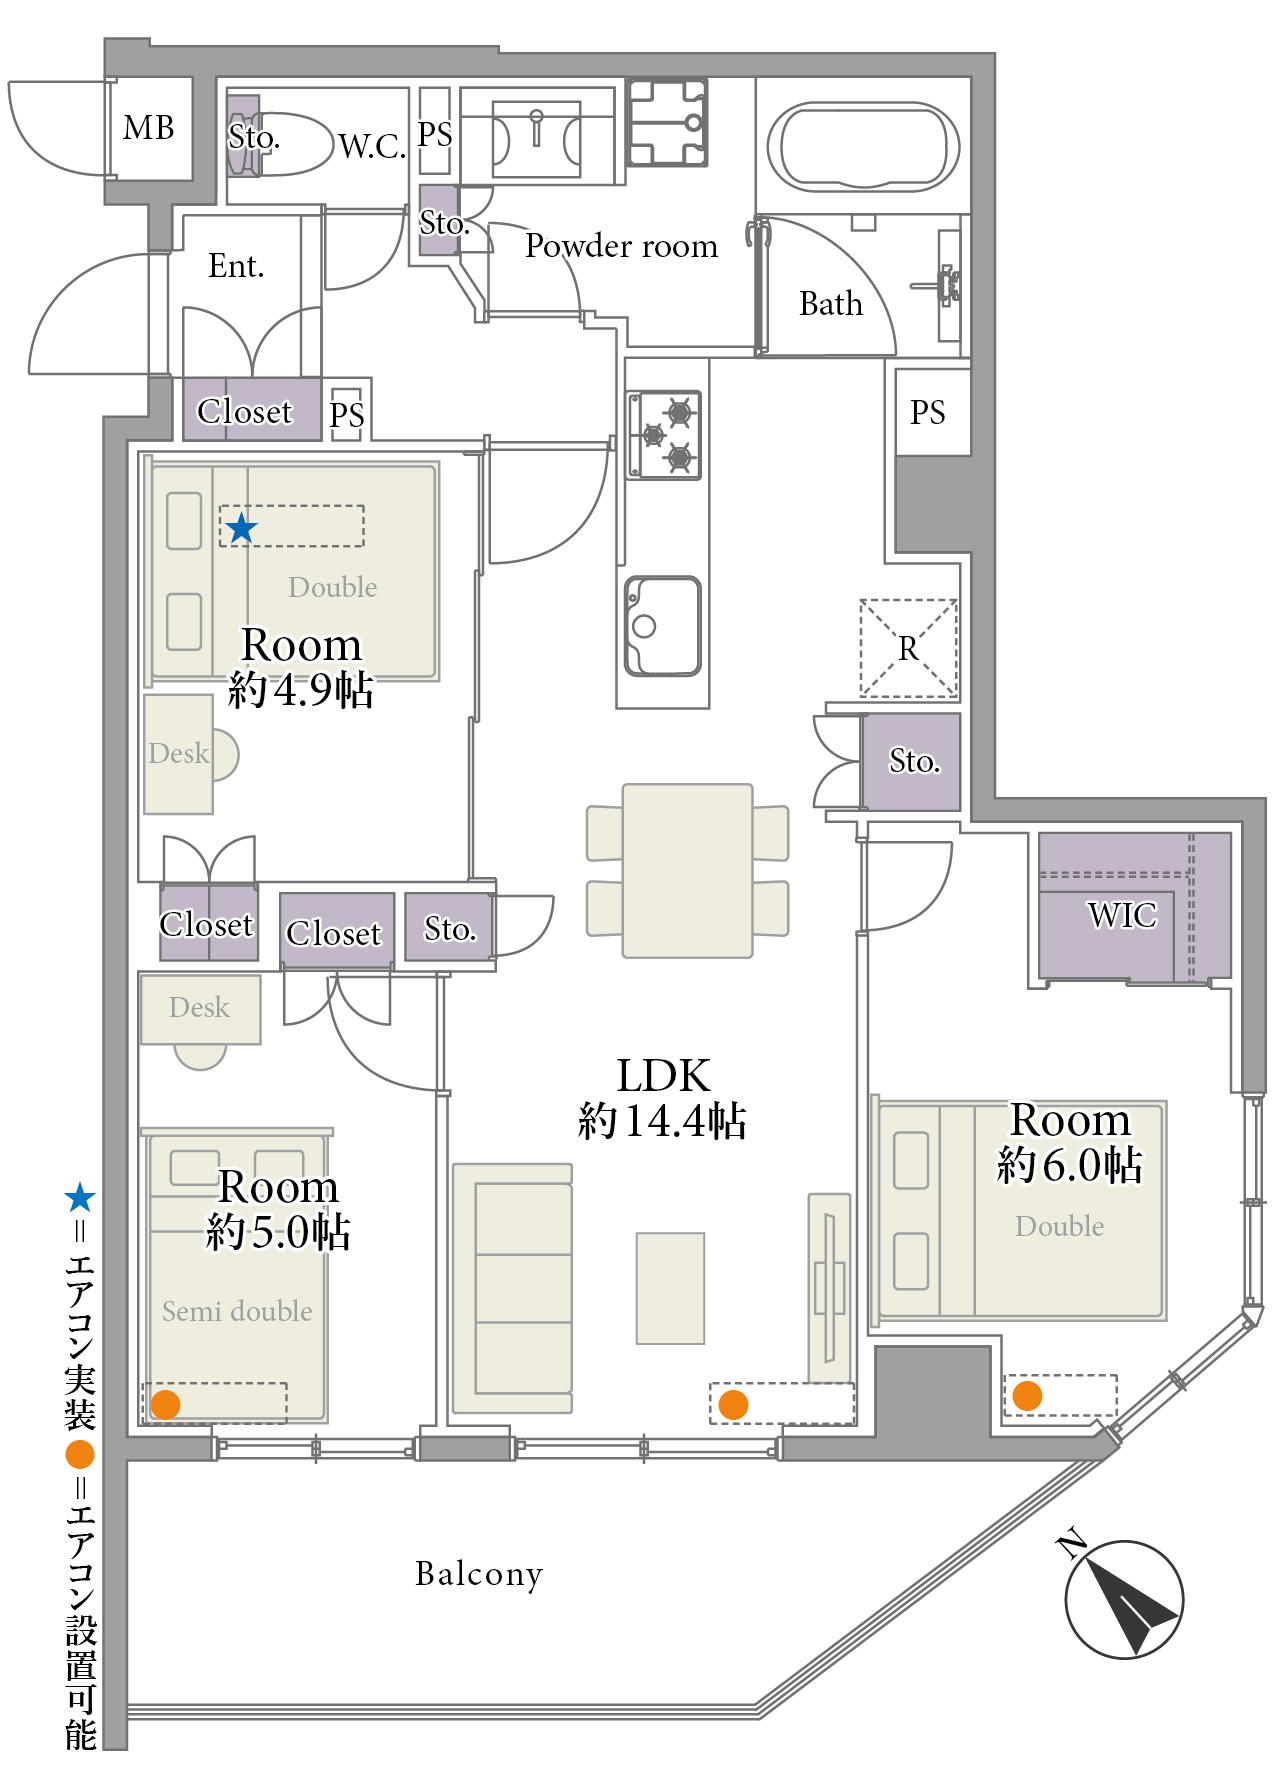 MB
Sto.
W.C.
PS
Sto.
Powder room
Ent.
Bath
Closet
PS
PS
Double
Room
約4.9帖
R
Desk
Sto.
Closet
Closet
Sto.
WIC
Desk
LDK
約14.4帖
Room
約6.0帖
Double
Room
約5.0帖
Semi double
★=エアコン実装 ●=エアコン設置可能
Balcony
N